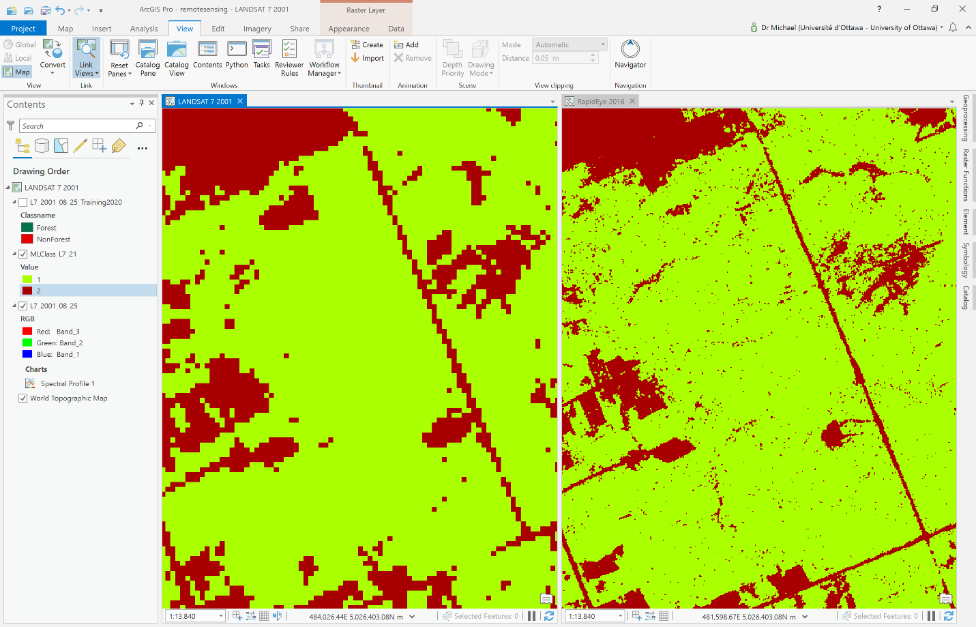 ArcGIS Pro - remotesensing - LANDSAT 7 2001
Raster Layer
?
Project Map Insert Analysis View Edit Imagery Share Appearance Data
Dr Michael (Université d'Ottawa - University of Ottawa)
Global
Local
Map
Convert
Link
Views
Reset
Panes
Catalog
Pane
Catalog
View
Contents
Python
Tasks
Reviewer
Rules
Workflow
Manager
Create
Import
Add
Remove
Depth
Priority
Drawing
Mode
Mode Automatic
Distance 0.05 m
Navigator
View Link Windows Thumbnail Animation Scene View clipping Navigation
Contents
Search
Drawing Order
LANDSAT 7 2001
L7_2001_08_25_Training2020
Classname
Forest
NonForest
MLClass_L7_21
Value
1
2
L7_2001_08_25
RGB
Red: Band_3
Green: Band_2
Blue: Band_1
Charts
Spectral Profile 1
World Topographic Map
LANDSAT 7 2001
1:13,840
484,026.44E 5,026,403.08N m
Selected Features: 0
RapidEye 2016
1:13,840
481,598.67E 5,026,403.08N m
Selected Features: 0
Geoprocessing
Raster Functions
Element
Symbology
Catalog